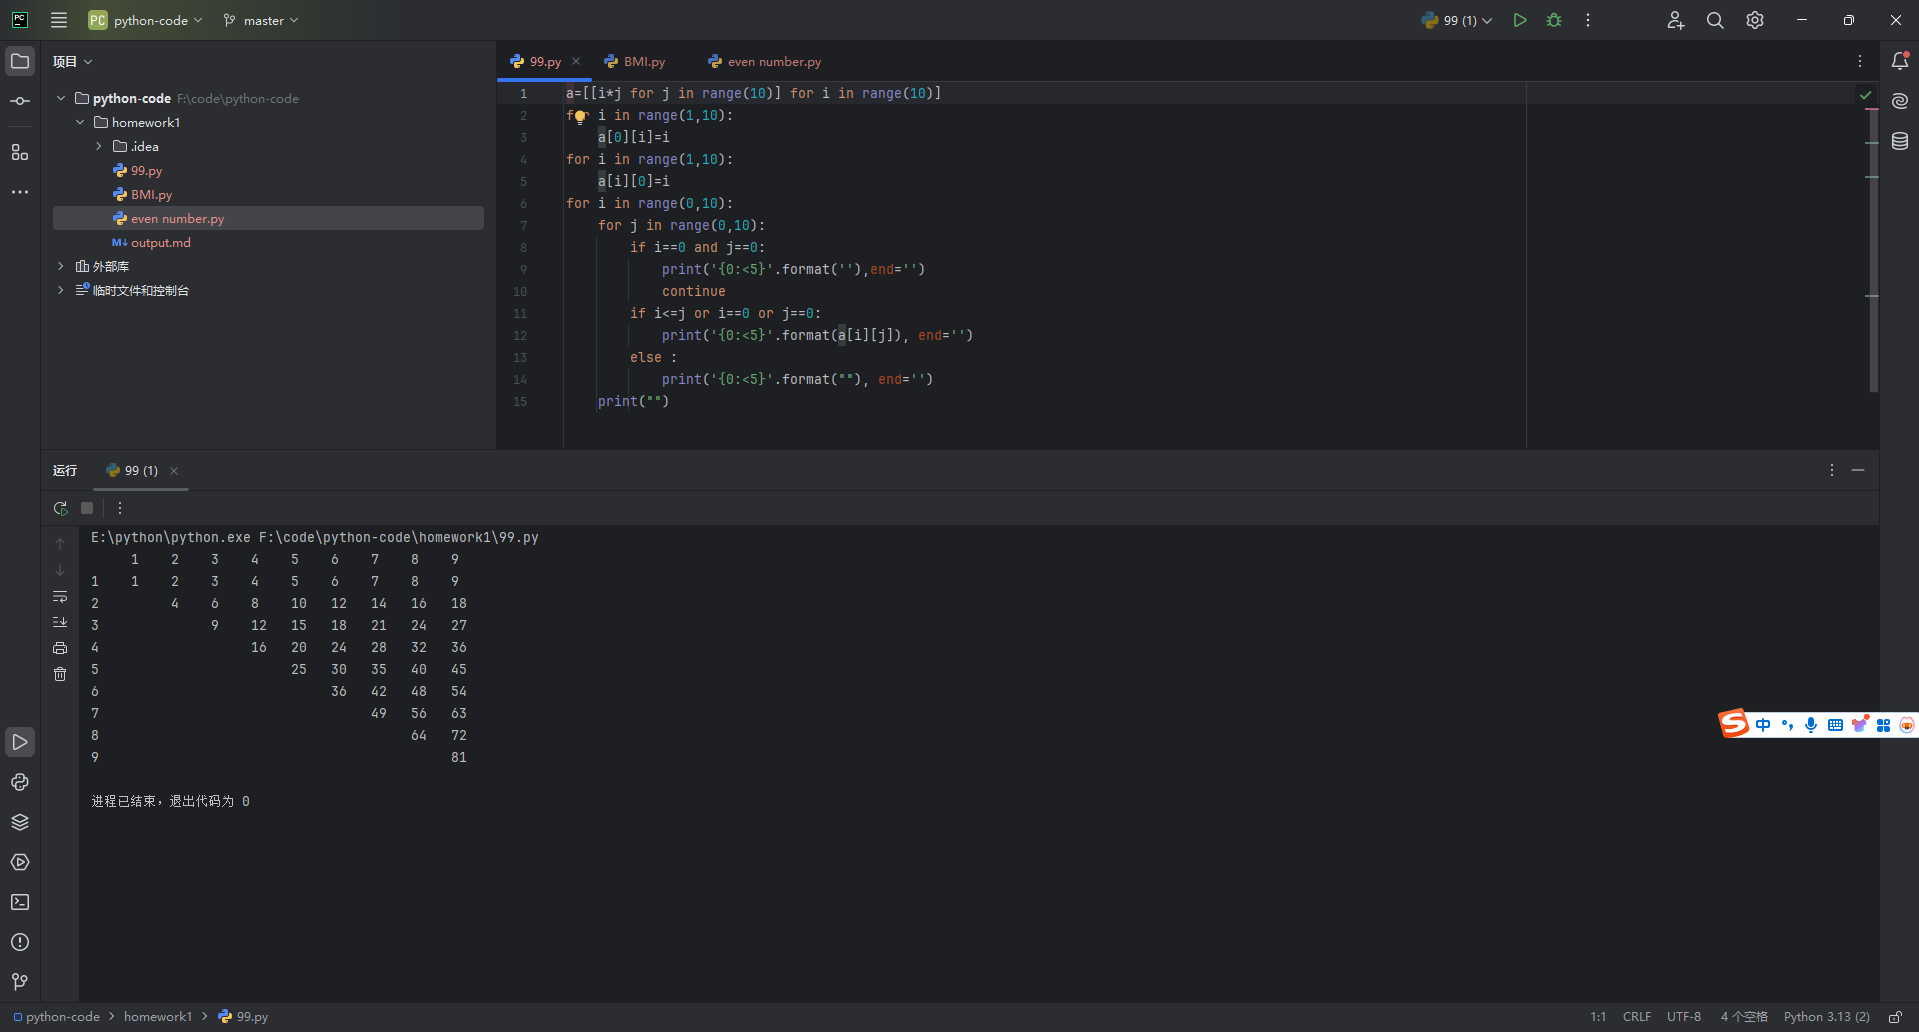 PC python-code master 99 (1)
项目
python-code F:\code\python-code
homework1
.idea
99.py
BMI.py
even number.py
M↓ output.md
外部库
临时文件和控制台
99.py BMI.py even number.py
1 a=[[i*j for j in range(10)] for i in range(10)]
2 for i in range(1,10):
3 a[0][i]=i
4 for i in range(1,10):
5 a[i][0]=i
6 for i in range(0,10):
7 for j in range(0,10):
8 if i==0 and j==0:
9 print('{0:<5}'.format(''),end='')
10 continue
11 if i<=j or i==0 or j==0:
12 print('{0:<5}'.format(a[i][j]), end='')
13 else :
14 print('{0:<5}'.format(""), end='')
15 print("")
运行 99 (1)
E:\python\python.exe F:\code\python-code\homework1\99.py
1 2 3 4 5 6 7 8 9
1 1 2 3 4 5 6 7 8 9
2 4 6 8 10 12 14 16 18
3 9 12 15 18 21 24 27
4 16 20 24 28 32 36
5 25 30 35 40 45
6 36 42 48 54
7 49 56 63
8 64 72
9 81
进程已结束，退出代码为 0
S 中
python-code > homework1 > 99.py
1:1 CRLF UTF-8 4 个空格 Python 3.13 (2)